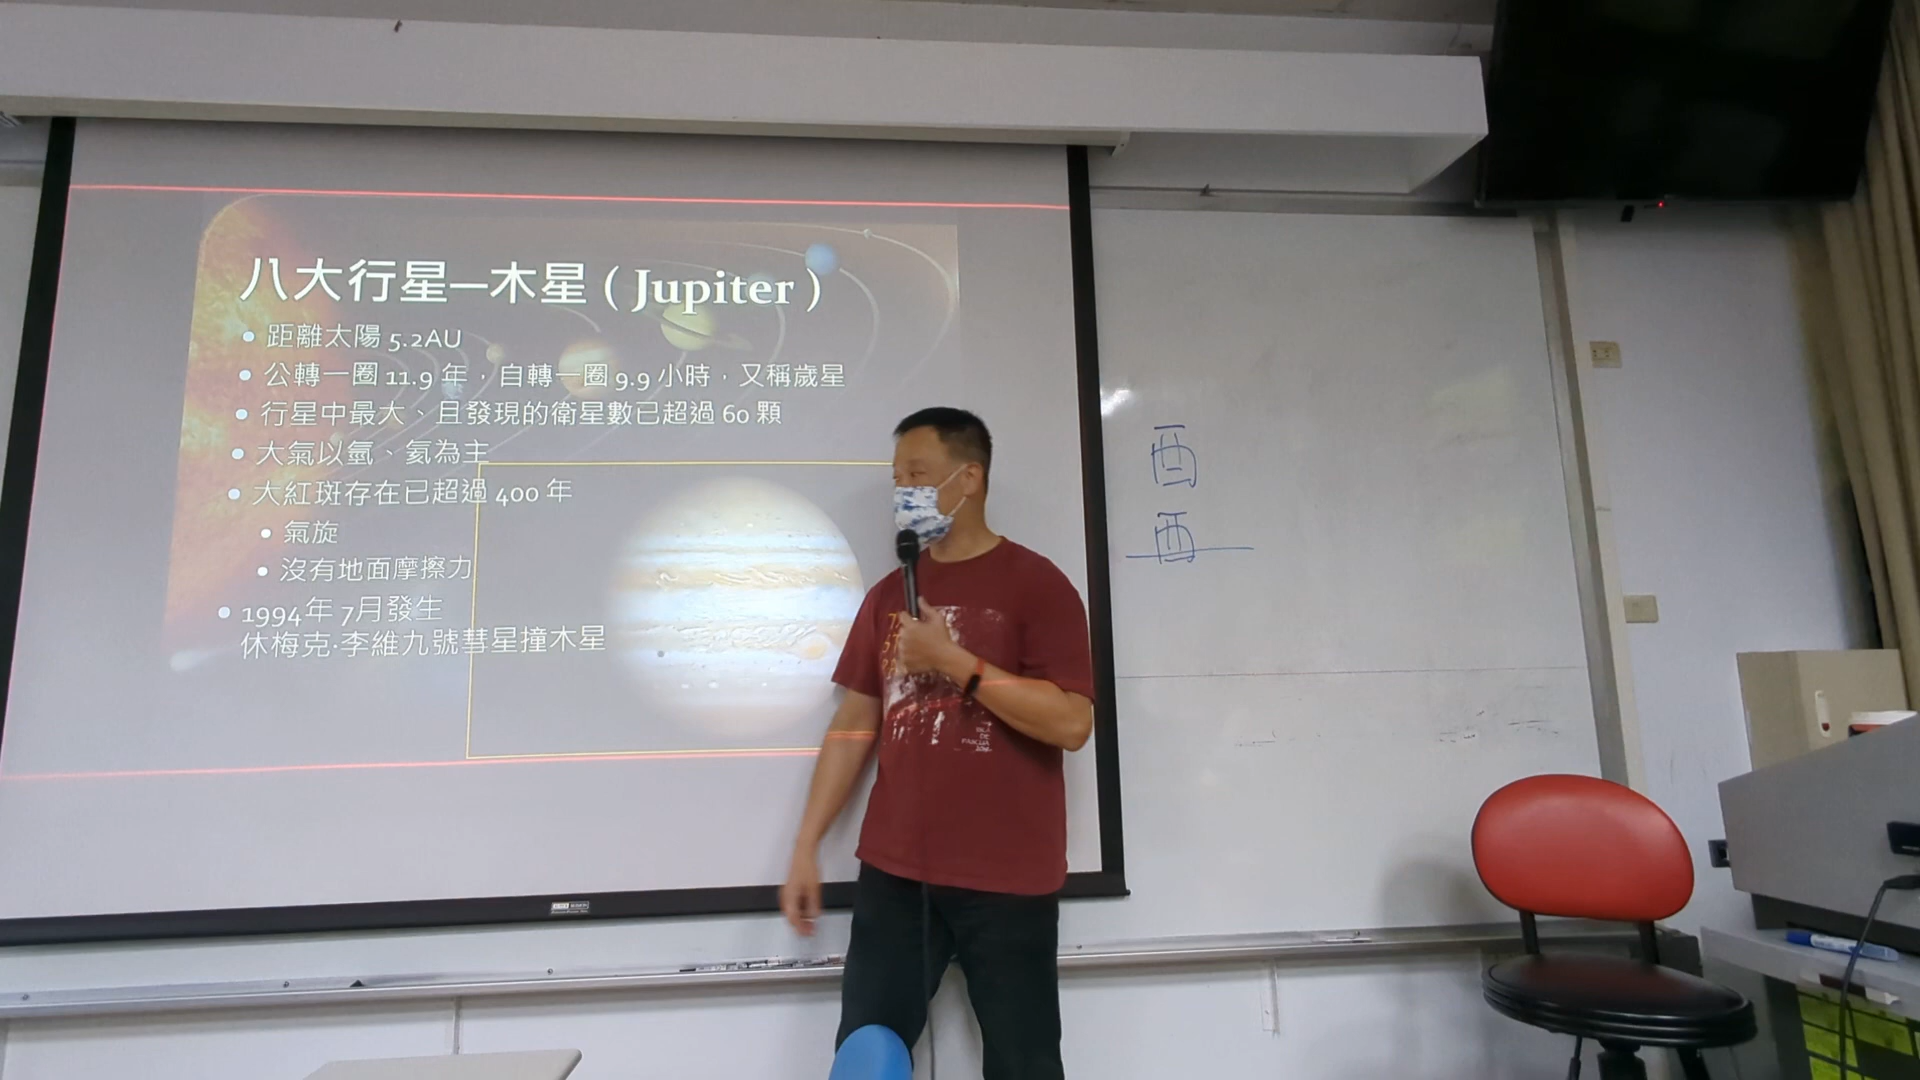 八大行星—木星（Jupiter）
距離太陽 5.2AU
公轉一圈 11.9 年，自轉一圈 9.9 小時，又稱歲星
行星中最大、且發現的衛星數已超過 60 顆
大氣以氫、氦為主
大紅斑存在已超過 400 年
氣旋
沒有地面摩擦力
1994年 7月發生
休梅克·李維九號彗星撞木星
酉